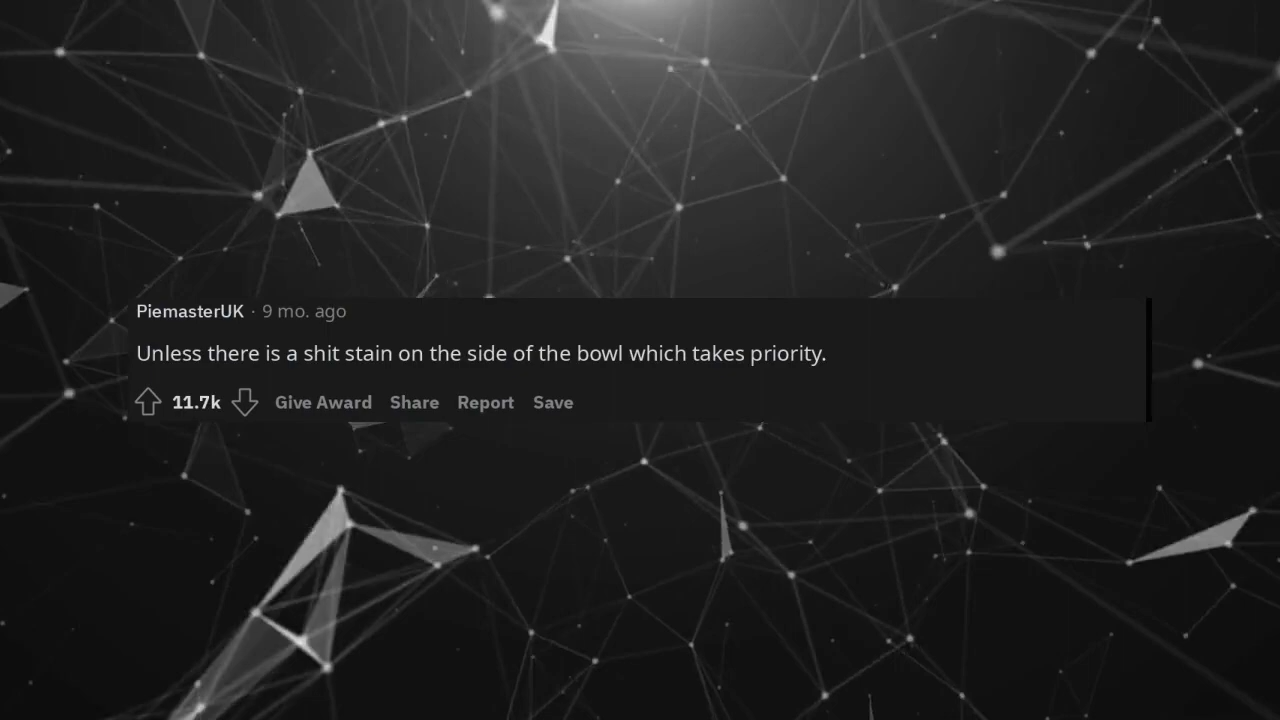 PiemasterUK · 9 mo. ago
Unless there is a shit stain on the side of the bowl which takes priority.
11.7k Give Award Share Report Save